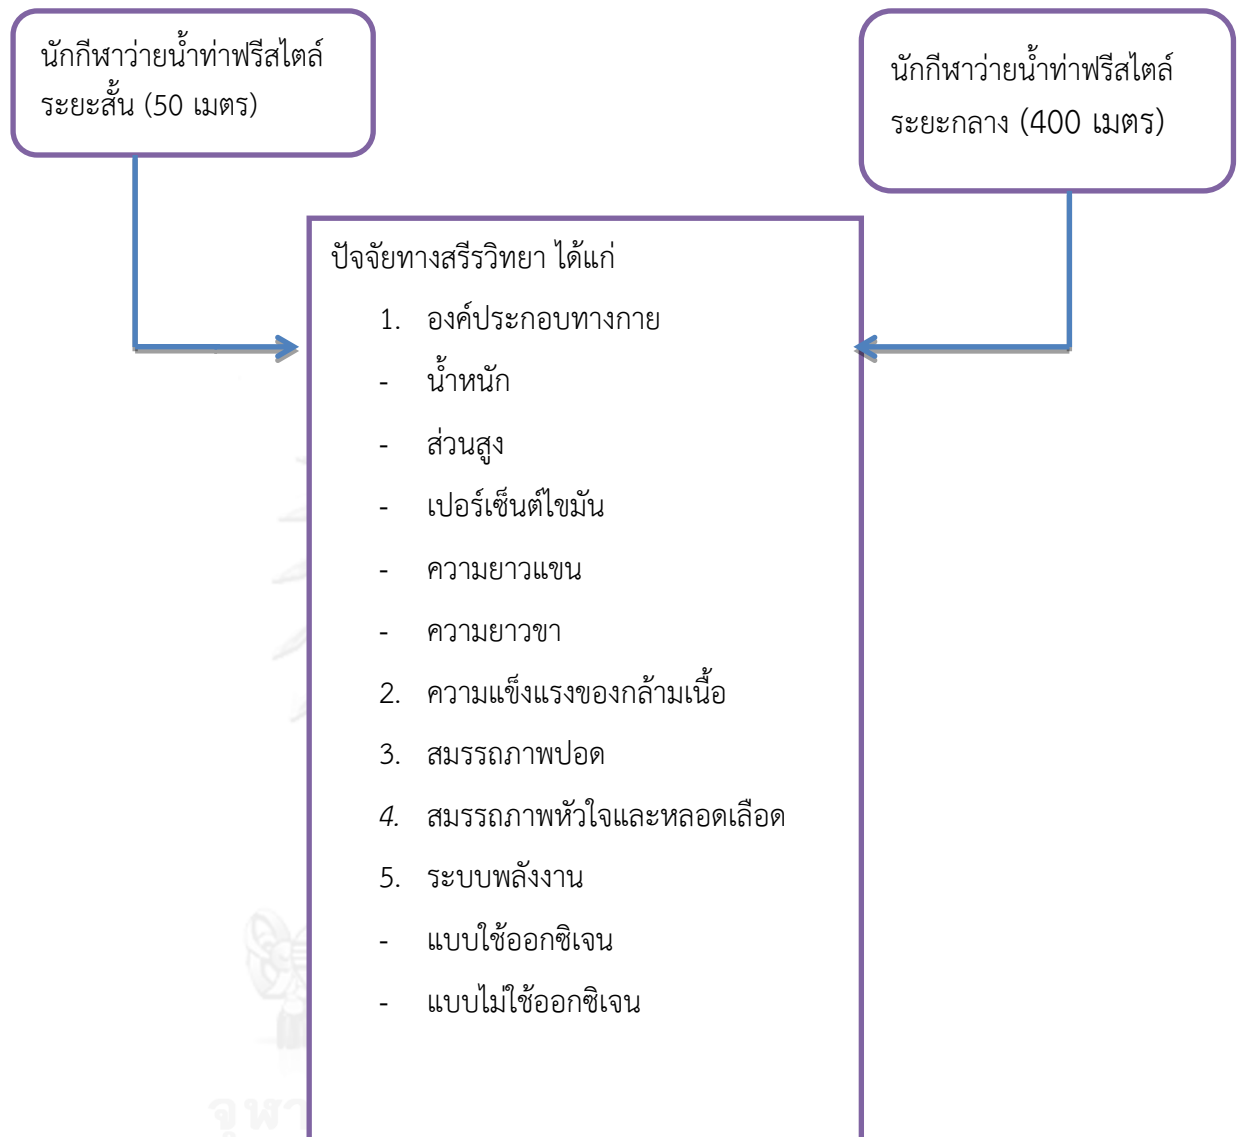 นักกีฬาว่ายน้ำท่าฟรีสไตล์
ระยะสั้น (50 เมตร)
นักกีฬาว่ายน้ำท่าฟรีสไตล์
ระยะกลาง (400 เมตร)
ปัจจัยทางสรีรวิทยา ได้แก่
1. องค์ประกอบทางกาย
- น้ำหนัก
- ส่วนสูง
- เปอร์เซ็นต์ไขมัน
- ความยาวแขน
- ความยาวขา
2. ความแข็งแรงของกล้ามเนื้อ
3. สมรรถภาพปอด
4. สมรรถภาพหัวใจและหลอดเลือด
5. ระบบพลังงาน
- แบบใช้ออกซิเจน
- แบบไม่ใช้ออกซิเจน